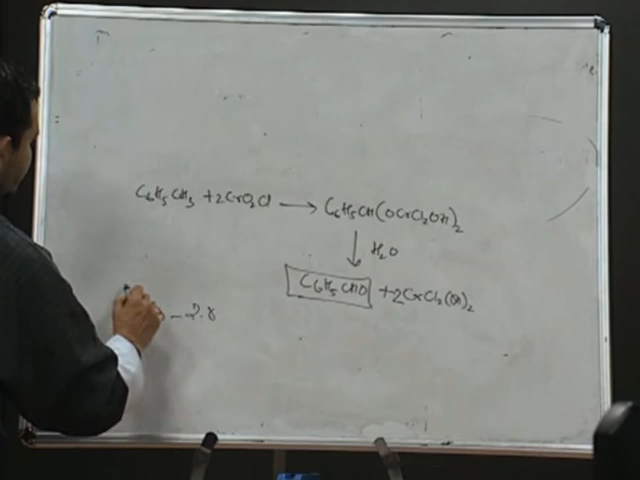 C6H5CH3 + 2CrO2Cl → C6H5CH(OCrCl2OH)2
↓ H2O
C6H5CHO + 2CrCl2(OH)2